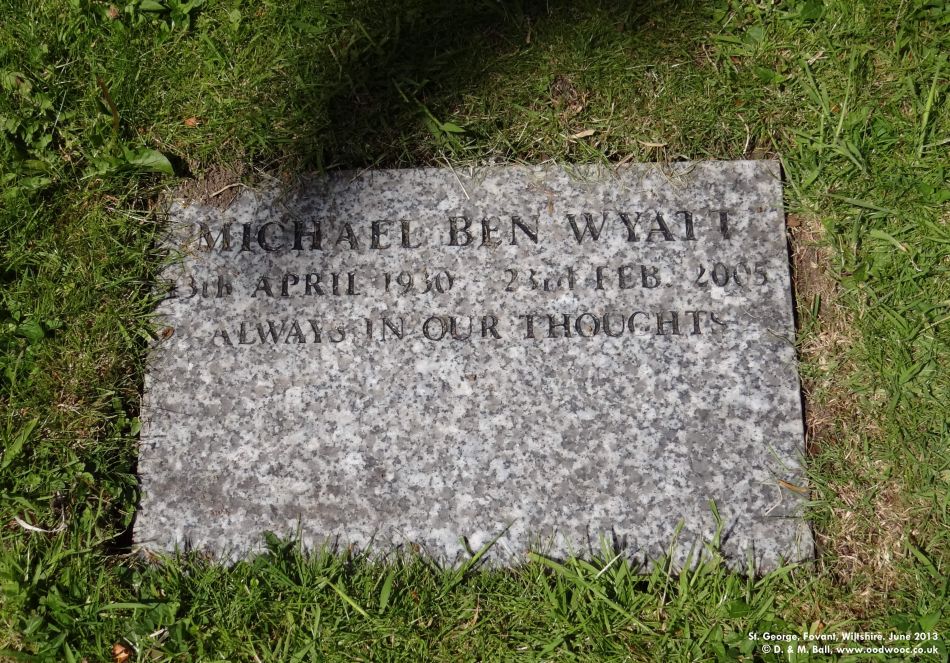 MICHAEL BEN WYATT
13th APRIL 1930 - 23rd FEB. 2005
ALWAYS IN OUR THOUGHTS
St. George, Fovant, Wiltshire. June 2013
© D. & M. Ball, www.oodwooc.co.uk